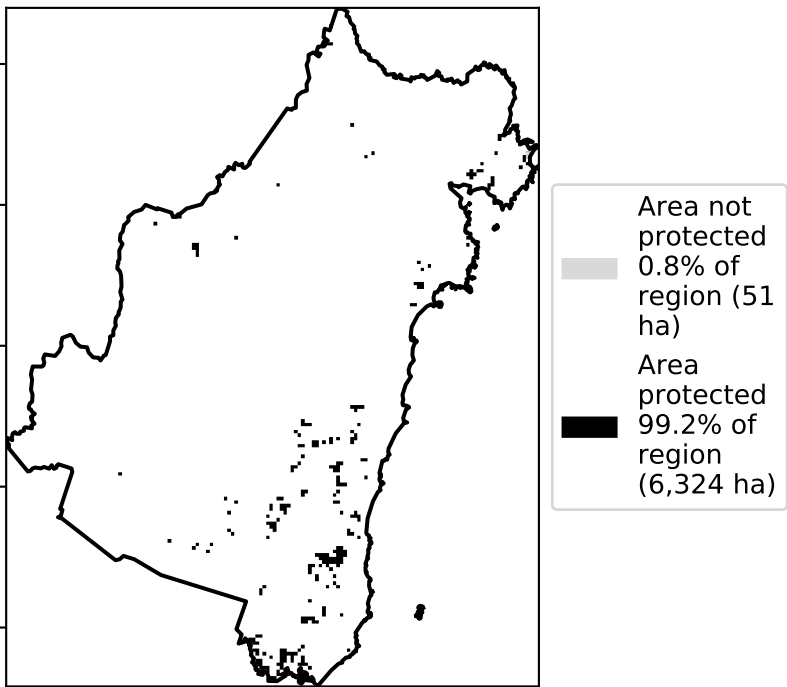 Area not
protected
0.8% of
region (51
ha)
Area
protected
99.2% of
region
(6,324 ha)